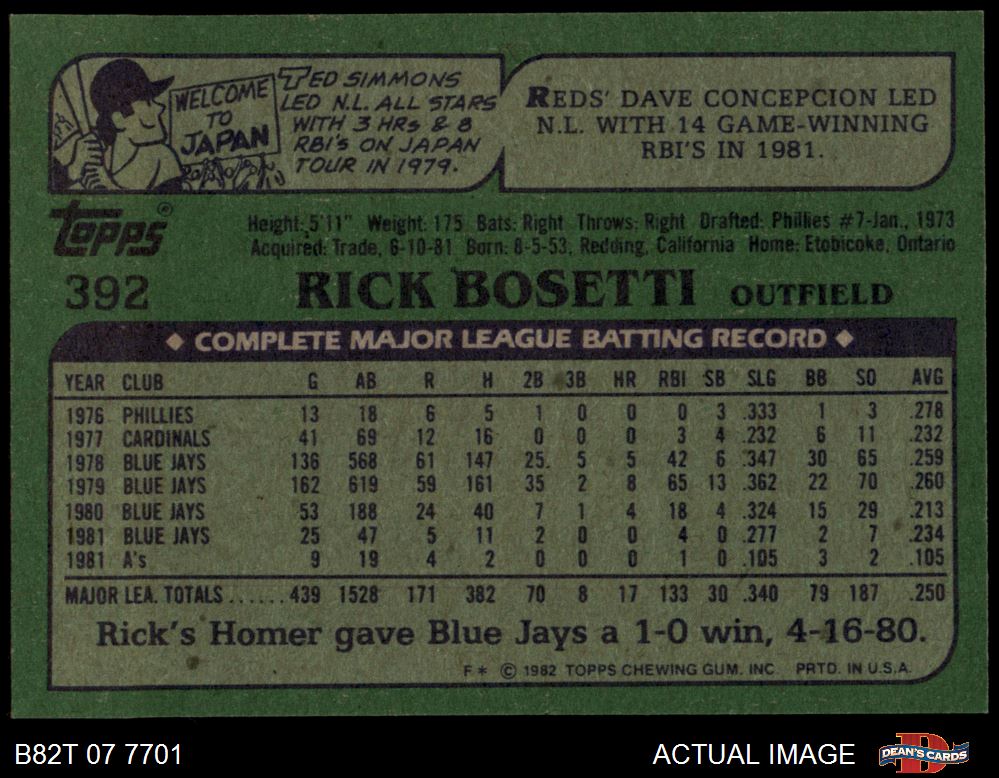 WELCOME
TO
JAPAN
TED SIMMONS
LED N.L. ALL STARS
WITH 3 HRs & 8
RBI's ON JAPAN
TOUR IN 1979.
REDS' DAVE CONCEPCION LED
N.L. WITH 14 GAME-WINNING
RBI'S IN 1981.
Topps®
392
Height: 5'11" Weight: 175 Bats: Right Throws: Right Drafted: Phillies #7-Jan., 1973
Acquired: Trade, 6-10-81 Born: 8-5-53, Redding, California Home: Etobicoke, Ontario
RICK BOSETTI OUTFIELD
◆ COMPLETE MAJOR LEAGUE BATTING RECORD ◆
YEAR CLUB G AB R H 2B 3B HR RBI SB SLG BB SO AVG
1976 PHILLIES 13 18 6 5 1 0 0 0 3 .333 1 3 .278
1977 CARDINALS 41 69 12 16 0 0 0 3 4 .232 6 11 .232
1978 BLUE JAYS 136 568 61 147 25. 5 5 42 6 .347 30 65 .259
1979 BLUE JAYS 162 619 59 161 35 2 8 65 13 .362 22 70 .260
1980 BLUE JAYS 53 188 24 40 7 1 4 18 4 .324 15 29 .213
1981 BLUE JAYS 25 47 5 11 2 0 0 4 0 .277 2 7 .234
1981 A's 9 19 4 2 0 0 0 1 0 .105 3 2 .105
MAJOR LEA. TOTALS......439 1528 171 382 70 8 17 133 30 .340 79 187 .250
Rick's Homer gave Blue Jays a 1-0 win, 4-16-80.
F* © 1982 TOPPS CHEWING GUM. INC PRTD. IN U.S.A.
B82T 07 7701 ACTUAL IMAGE DEAN'S CARDS